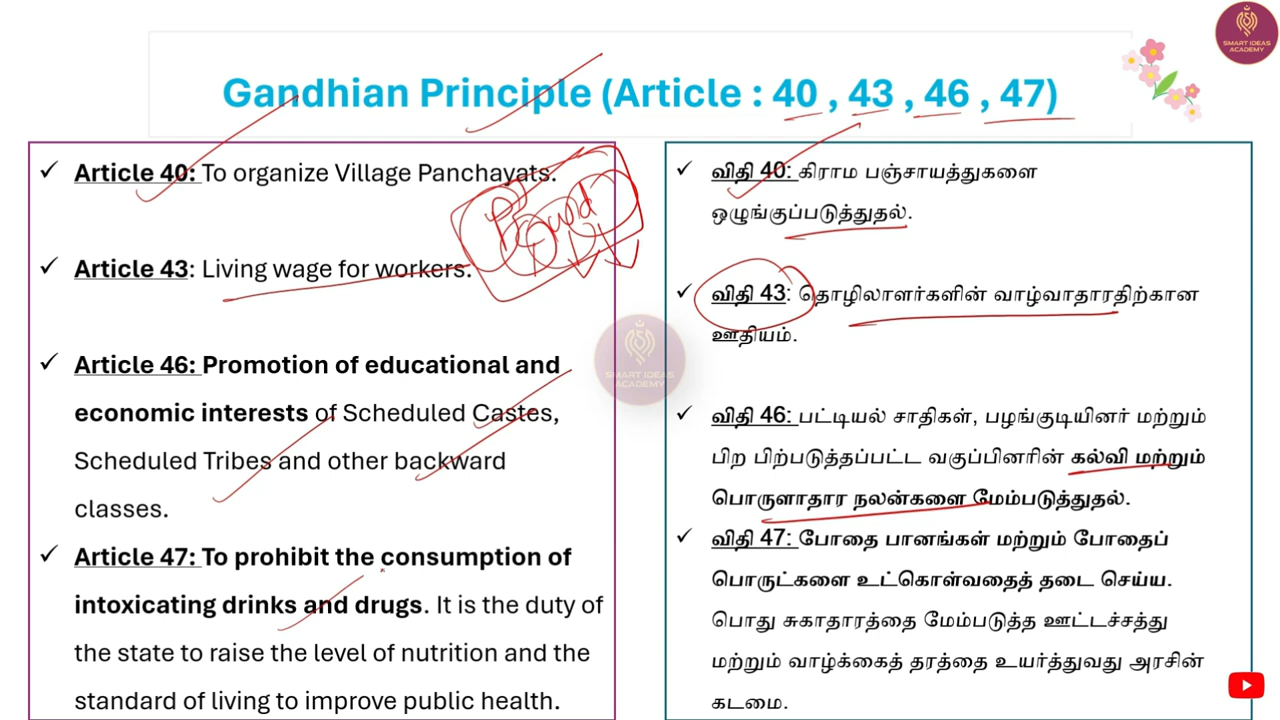 SMART IDEAS
ACADEMY
Gandhian Principle (Article : 40 , 43 , 46 , 47)
✓ Article 40: To organize Village Panchayats.
✓ Article 43: Living wage for workers.
✓ Article 46: Promotion of educational and
economic interests of Scheduled Castes,
Scheduled Tribes and other backward
classes.
✓ Article 47: To prohibit the consumption of
intoxicating drinks and drugs. It is the duty of
the state to raise the level of nutrition and the
standard of living to improve public health.
✓ விதி 40: கிராம பஞ்சாயத்துகளை
ஒழுங்குப்படுத்துதல்.
✓ விதி 43: தொழிலாளர்களின் வாழ்வாதாரதிற்கான
ஊதியம்.
✓ விதி 46: பட்டியல் சாதிகள், பழங்குடியினர் மற்றும்
பிற பிற்படுத்தப்பட்ட வகுப்பினரின் கல்வி மற்றும்
பொருளாதார நலன்களை மேம்படுத்துதல்.
✓ விதி 47: போதை பானங்கள் மற்றும் போதைப்
பொருட்களை உட்கொள்வதைத் தடை செய்ய.
பொது சுகாதாரத்தை மேம்படுத்த ஊட்டச்சத்து
மற்றும் வாழ்க்கைத் தரத்தை உயர்த்துவது அரசின்
கடமை.
SMART IDEAS
ACADEMY